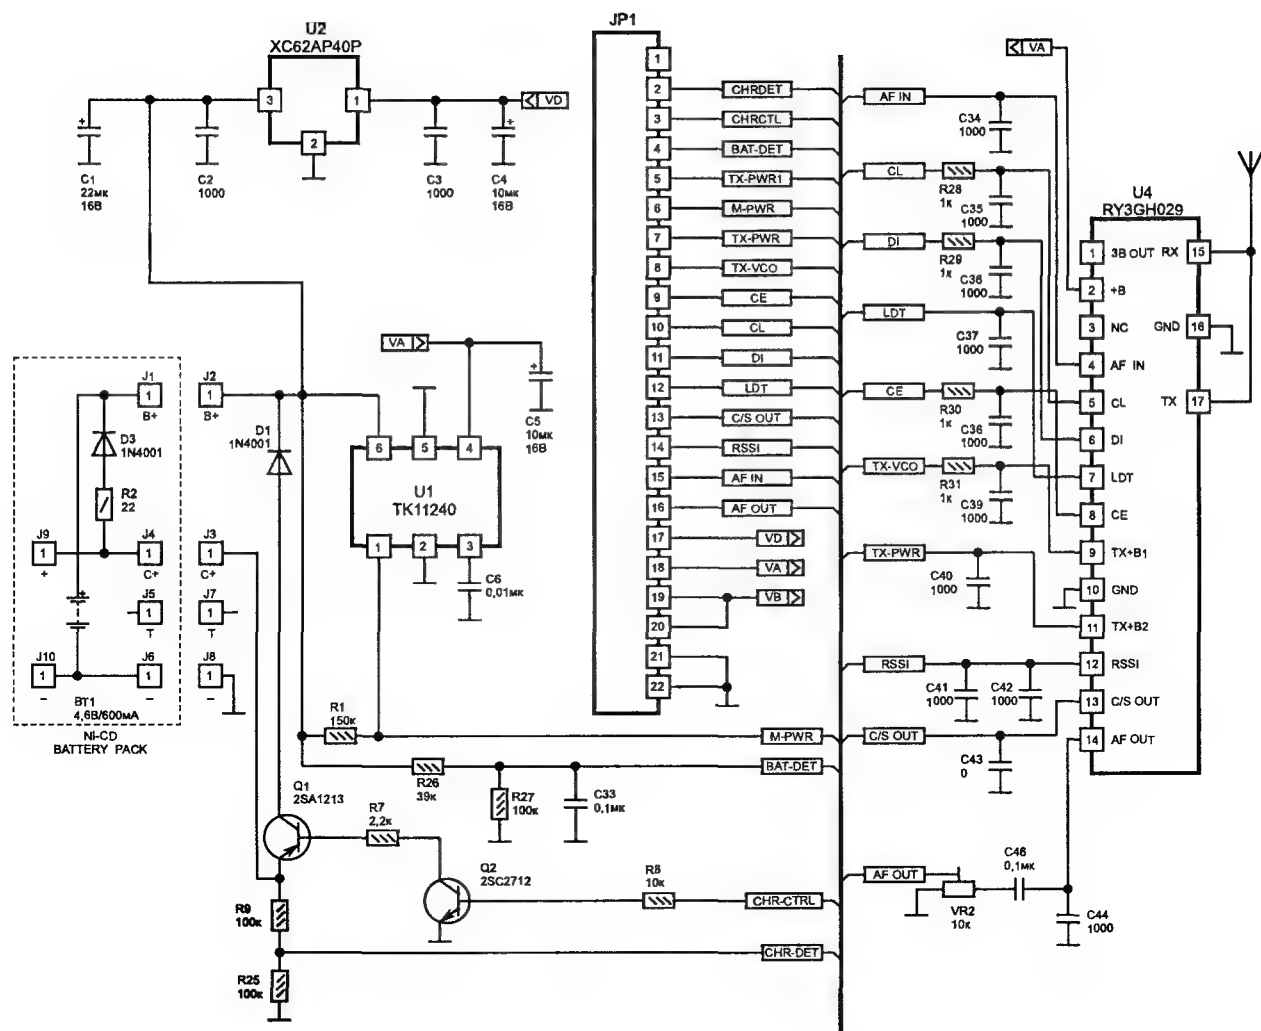 U2
XC62AP40P
3
1
2
VD
C1
22мк
16В
C2
1000
C3
1000
C4
10мк
16В
JP1
1
2
3
4
5
6
7
8
9
10
11
12
13
14
15
16
17
18
19
20
21
22
CHRDET
CHRCTL
BAT-DET
TX-PWR1
M-PWR
TX-PWR
TX-VCO
CE
CL
DI
LDT
C/S OUT
RSSI
AF IN
AF OUT
VD
VA
VB
VA
AF IN
C34
1000
CL
R28
1к
C35
1000
DI
R29
1к
C36
1000
LDT
C37
1000
CE
R30
1к
C36
1000
TX-VCO
R31
1к
C39
1000
TX-PWR
C40
1000
RSSI
C41
1000
C42
1000
C/S OUT
C43
0
AF OUT
VR2
10к
C46
0,1мк
C44
1000
U4
RY3GH029
1 3B OUT
2 +B
3 NC
4 AF IN
5 CL
6 DI
7 LDT
8 CE
9 TX+B1
10 GND
11 TX+B2
12 RSSI
13 C/S OUT
14 AF OUT
RX 15
GND 16
TX 17
VA
C5
10мк
16В
6
5
4
U1
TK11240
1
2
3
C6
0,01мк
J1
1
B+
D3
1N4001
R2
22
J9
1
+
J4
1
C+
J5
1
T
J10
1
–
J6
1
–
BT1
4,6В/600мА
NI-CD
BATTERY PACK
J2
1
B+
J3
1
C+
J7
1
T
J8
1
–
D1
1N4001
R1
150к
M-PWR
R26
39к
R27
100к
C33
0,1мк
BAT-DET
Q1
2SA1213
R7
2,2к
Q2
2SC2712
R8
10к
CHR-CTRL
R9
100к
R25
100к
CHR-DET